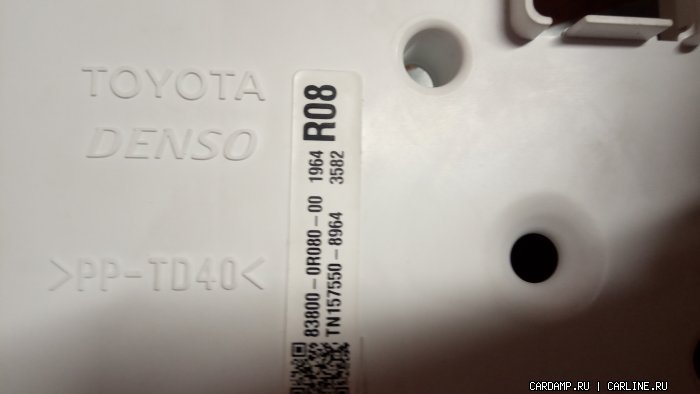 TOYOTA
DENSO
>PP-TD40<
83800-0R080-00 1964 R08
TN157550-8964 3582
CARDAMP.RU | CARLINE.RU